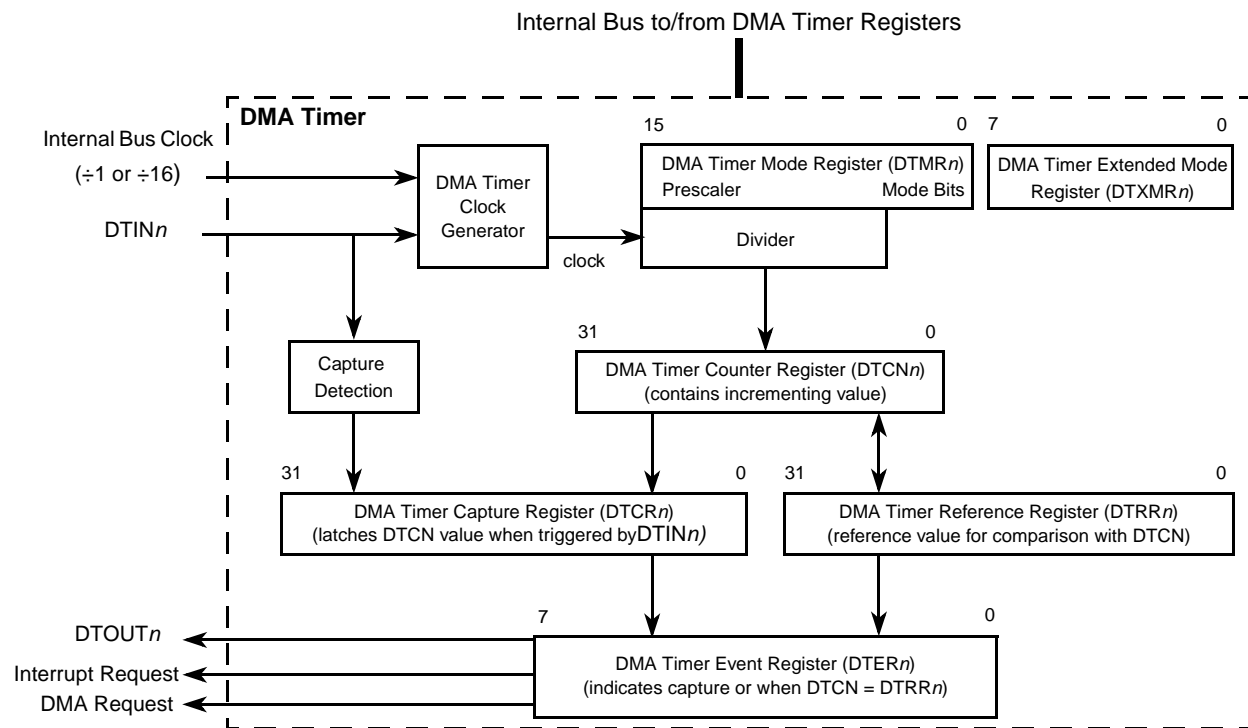 Internal Bus to/from DMA Timer Registers
DMA Timer
Internal Bus Clock
(÷1 or ÷16)
DTINn
DMA Timer
Clock
Generator
clock
15 0
DMA Timer Mode Register (DTMRn)
Prescaler Mode Bits
Divider
7 0
DMA Timer Extended Mode
Register (DTXMRn)
Capture
Detection
31 0
DMA Timer Counter Register (DTCNn)
(contains incrementing value)
31 0
DMA Timer Capture Register (DTCRn)
(latches DTCN value when triggered byDTINn)
31 0
DMA Timer Reference Register (DTRRn)
(reference value for comparison with DTCN)
7 0
DMA Timer Event Register (DTERn)
(indicates capture or when DTCN = DTRRn)
DTOUTn
Interrupt Request
DMA Request